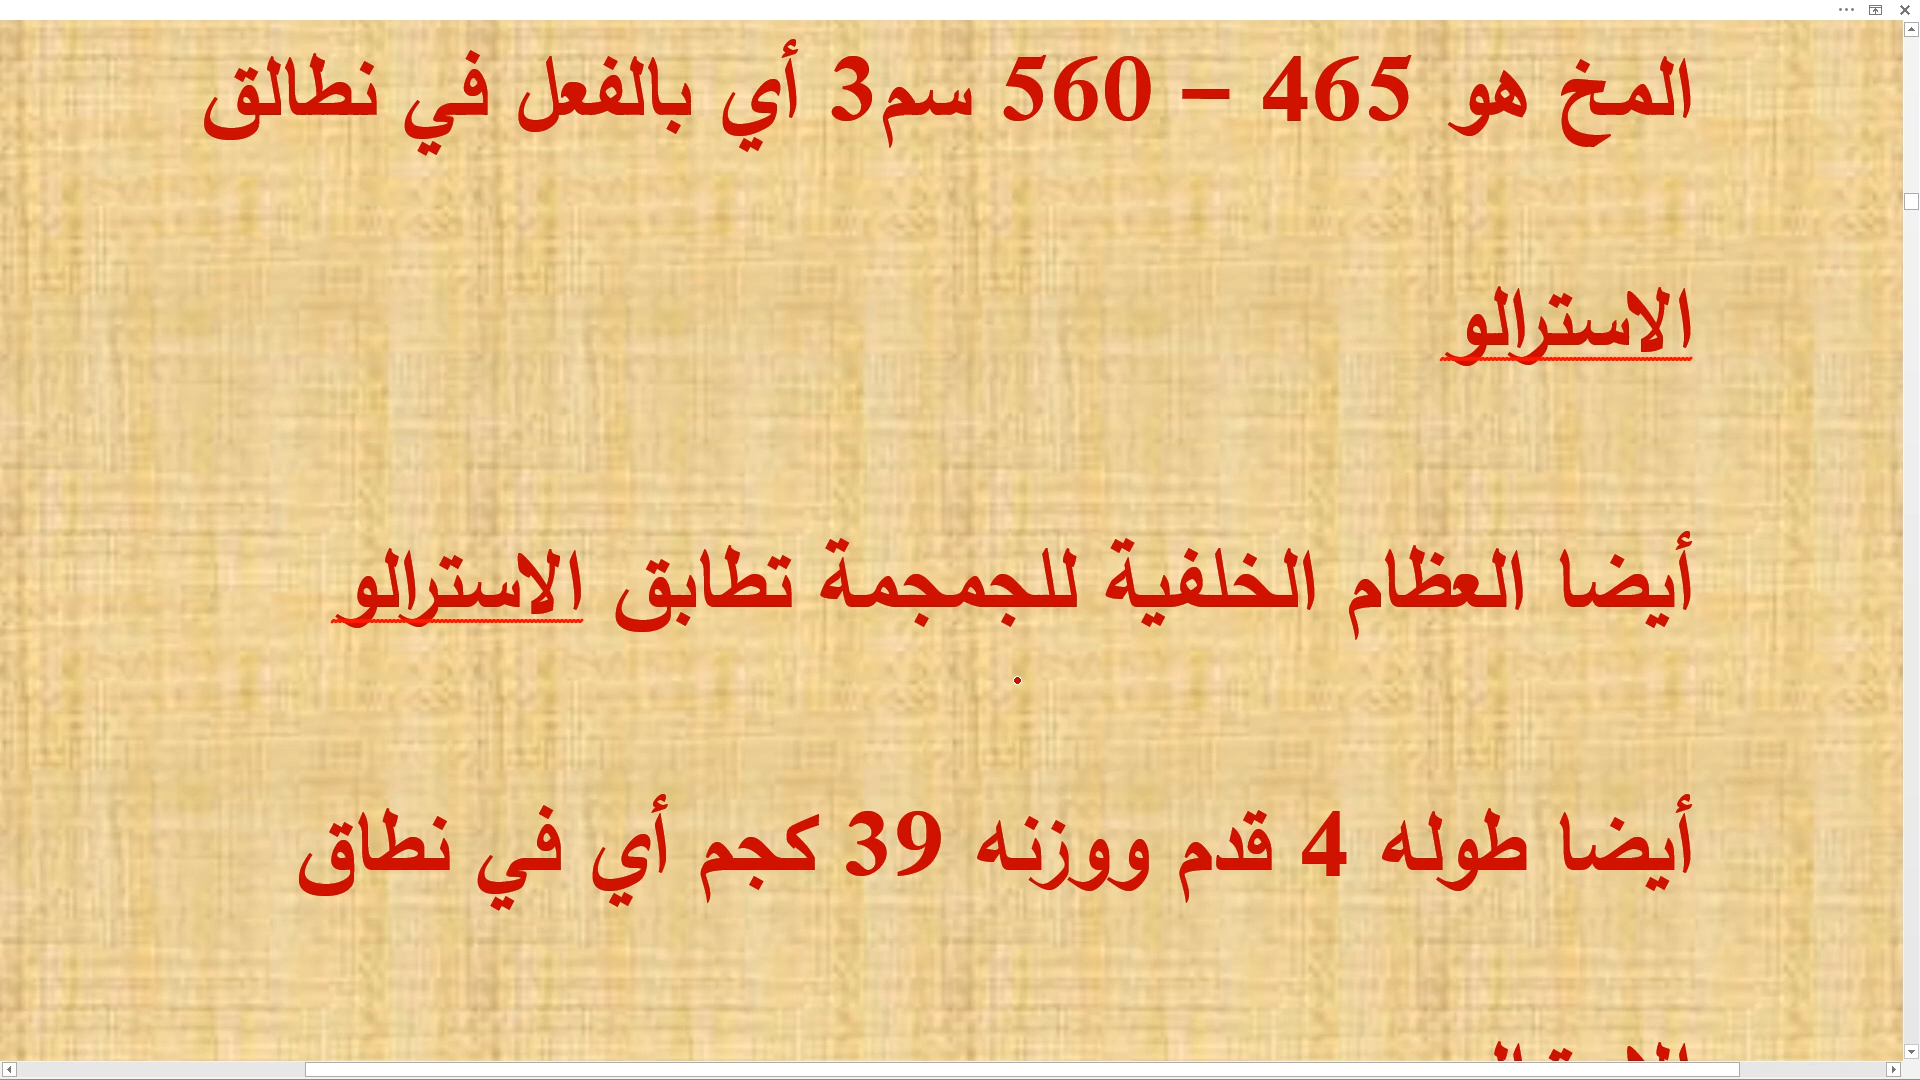 المخ هو 465 – 560 سم3 أي بالفعل في نطالق
الاسترالو
أيضا العظام الخلفية للجمجمة تطابق الاسترالو
أيضا طوله 4 قدم ووزنه 39 كجم أي في نطاق